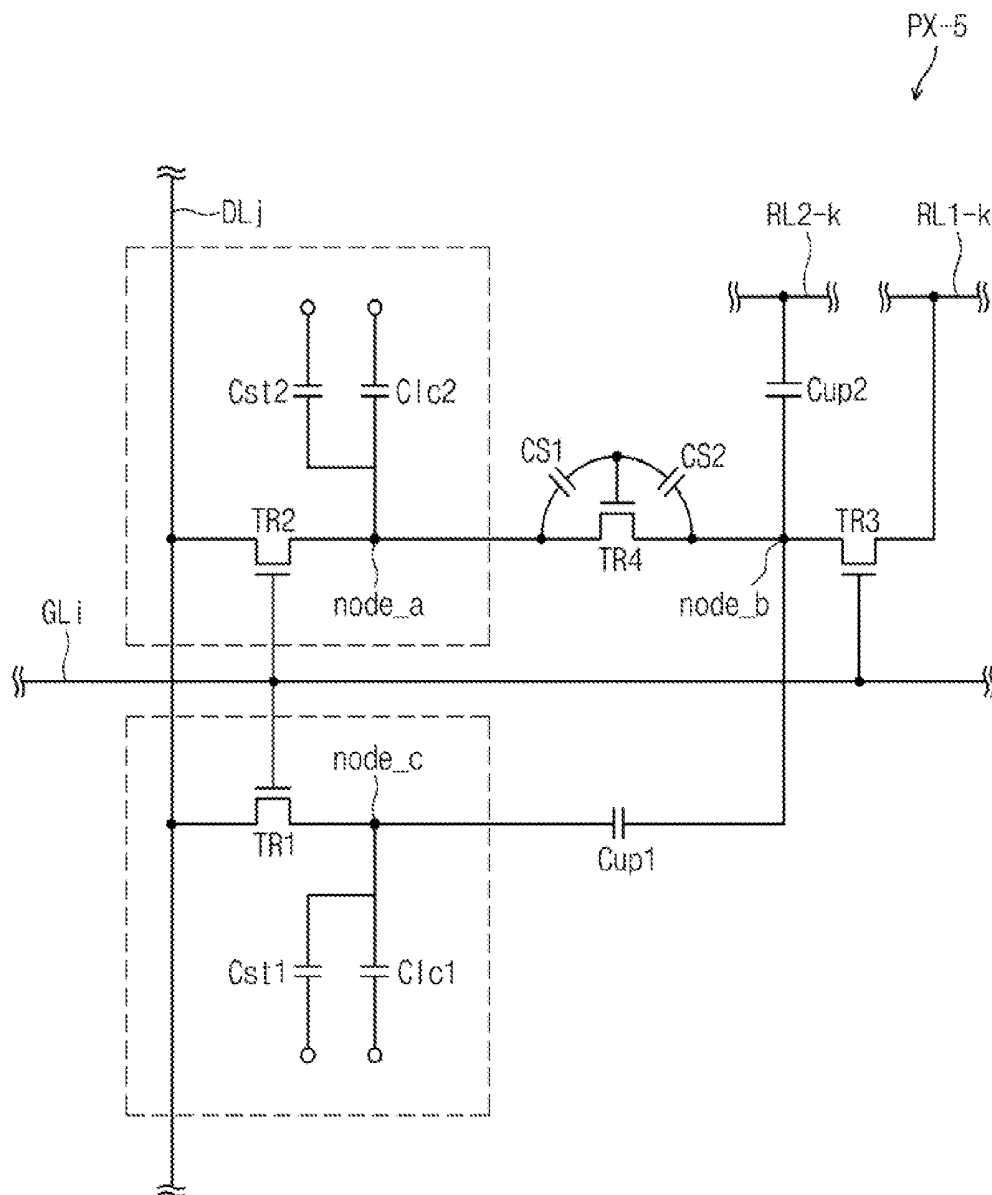 PX-5
DLj
RL2-k
RL1-k
Cst2
Clc2
Cup2
CS1
CS2
TR2
TR4
TR3
node_a
node_b
GLi
node_c
TR1
Cup1
Cst1
Clc1